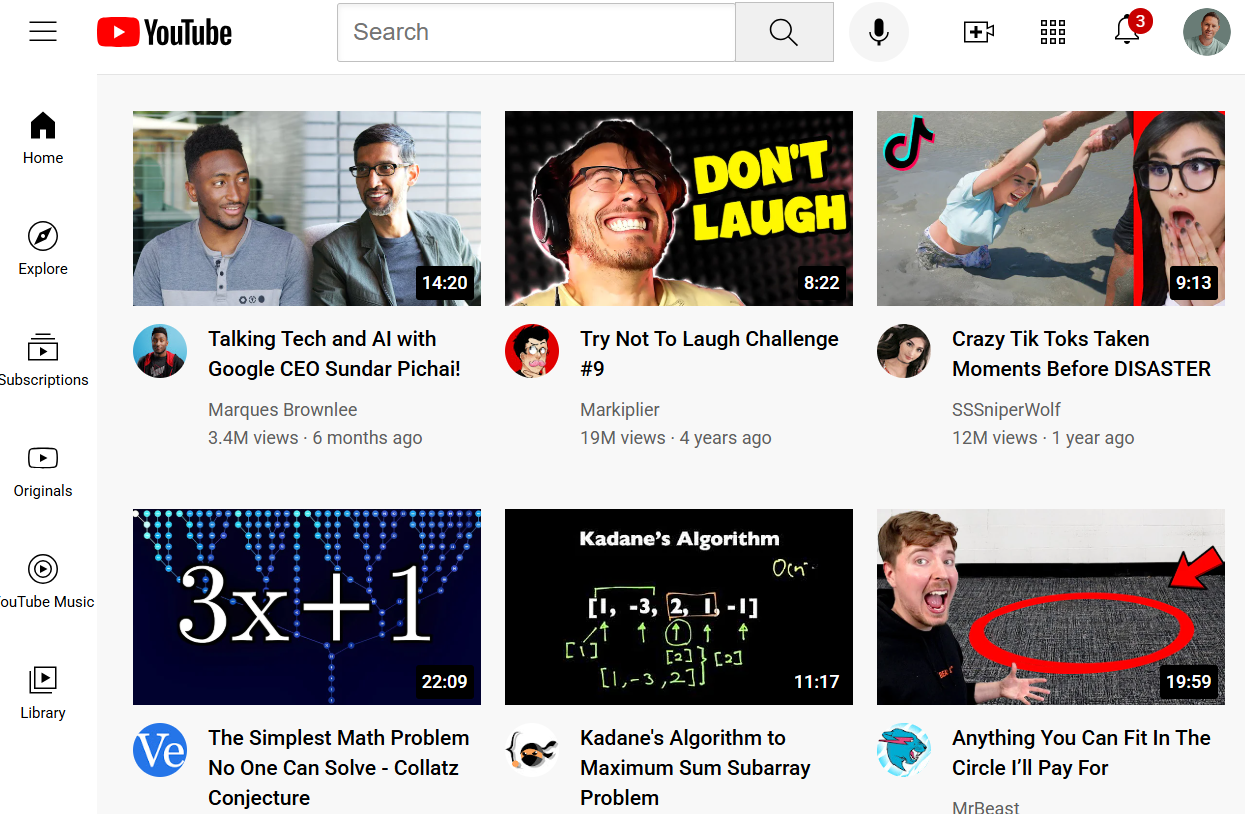 YouTube
Search
3
Home
Explore
Subscriptions
Originals
YouTube Music
Library
14:20
Talking Tech and AI with
Google CEO Sundar Pichai!
Marques Brownlee
3.4M views · 6 months ago
DON'T
LAUGH
8:22
Try Not To Laugh Challenge
#9
Markiplier
19M views · 4 years ago
9:13
Crazy Tik Toks Taken
Moments Before DISASTER
SSSniperWolf
12M views · 1 year ago
3x+1
22:09
Ve
The Simplest Math Problem
No One Can Solve - Collatz
Conjecture
Kadane's Algorithm
O(n
[1, -3, 2, 1, -1]
[1]
[2]
[2]
[1,-3,2]
11:17
Kadane's Algorithm to
Maximum Sum Subarray
Problem
19:59
Anything You Can Fit In The
Circle I’ll Pay For
MrBeast